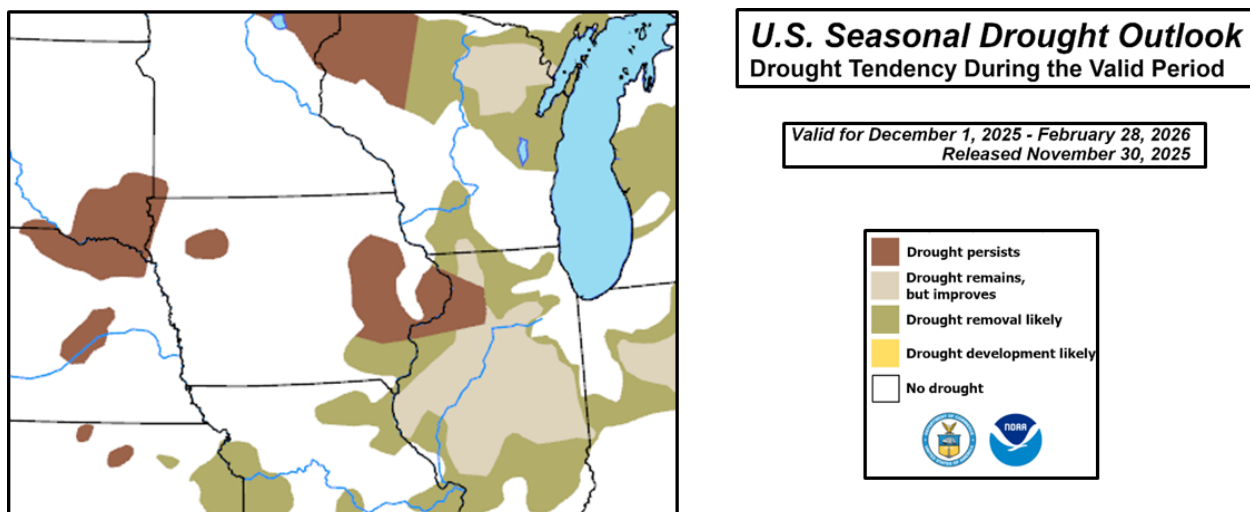 U.S. Seasonal Drought Outlook
Drought Tendency During the Valid Period
Valid for December 1, 2025 - February 28, 2026
Released November 30, 2025
Drought persists
Drought remains,
but improves
Drought removal likely
Drought development likely
No drought
NOAA